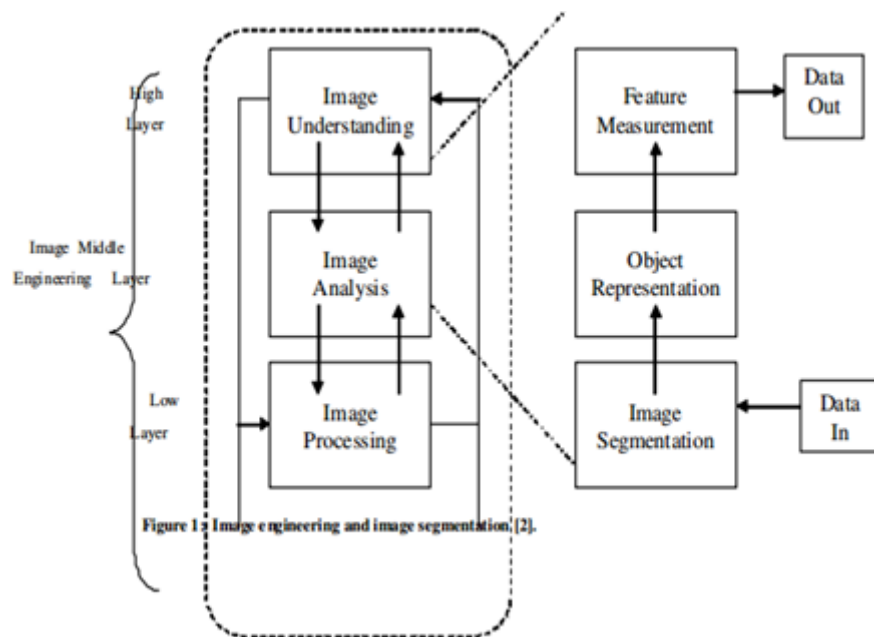 High
Layer
Image Middle
Engineering Layer
Low
Layer
Image
Understanding
Image
Analysis
Image
Processing
Feature
Measurement
Object
Representation
Image
Segmentation
Data
Out
Data
In
Figure 1: Image engineering and image segmentation [2].